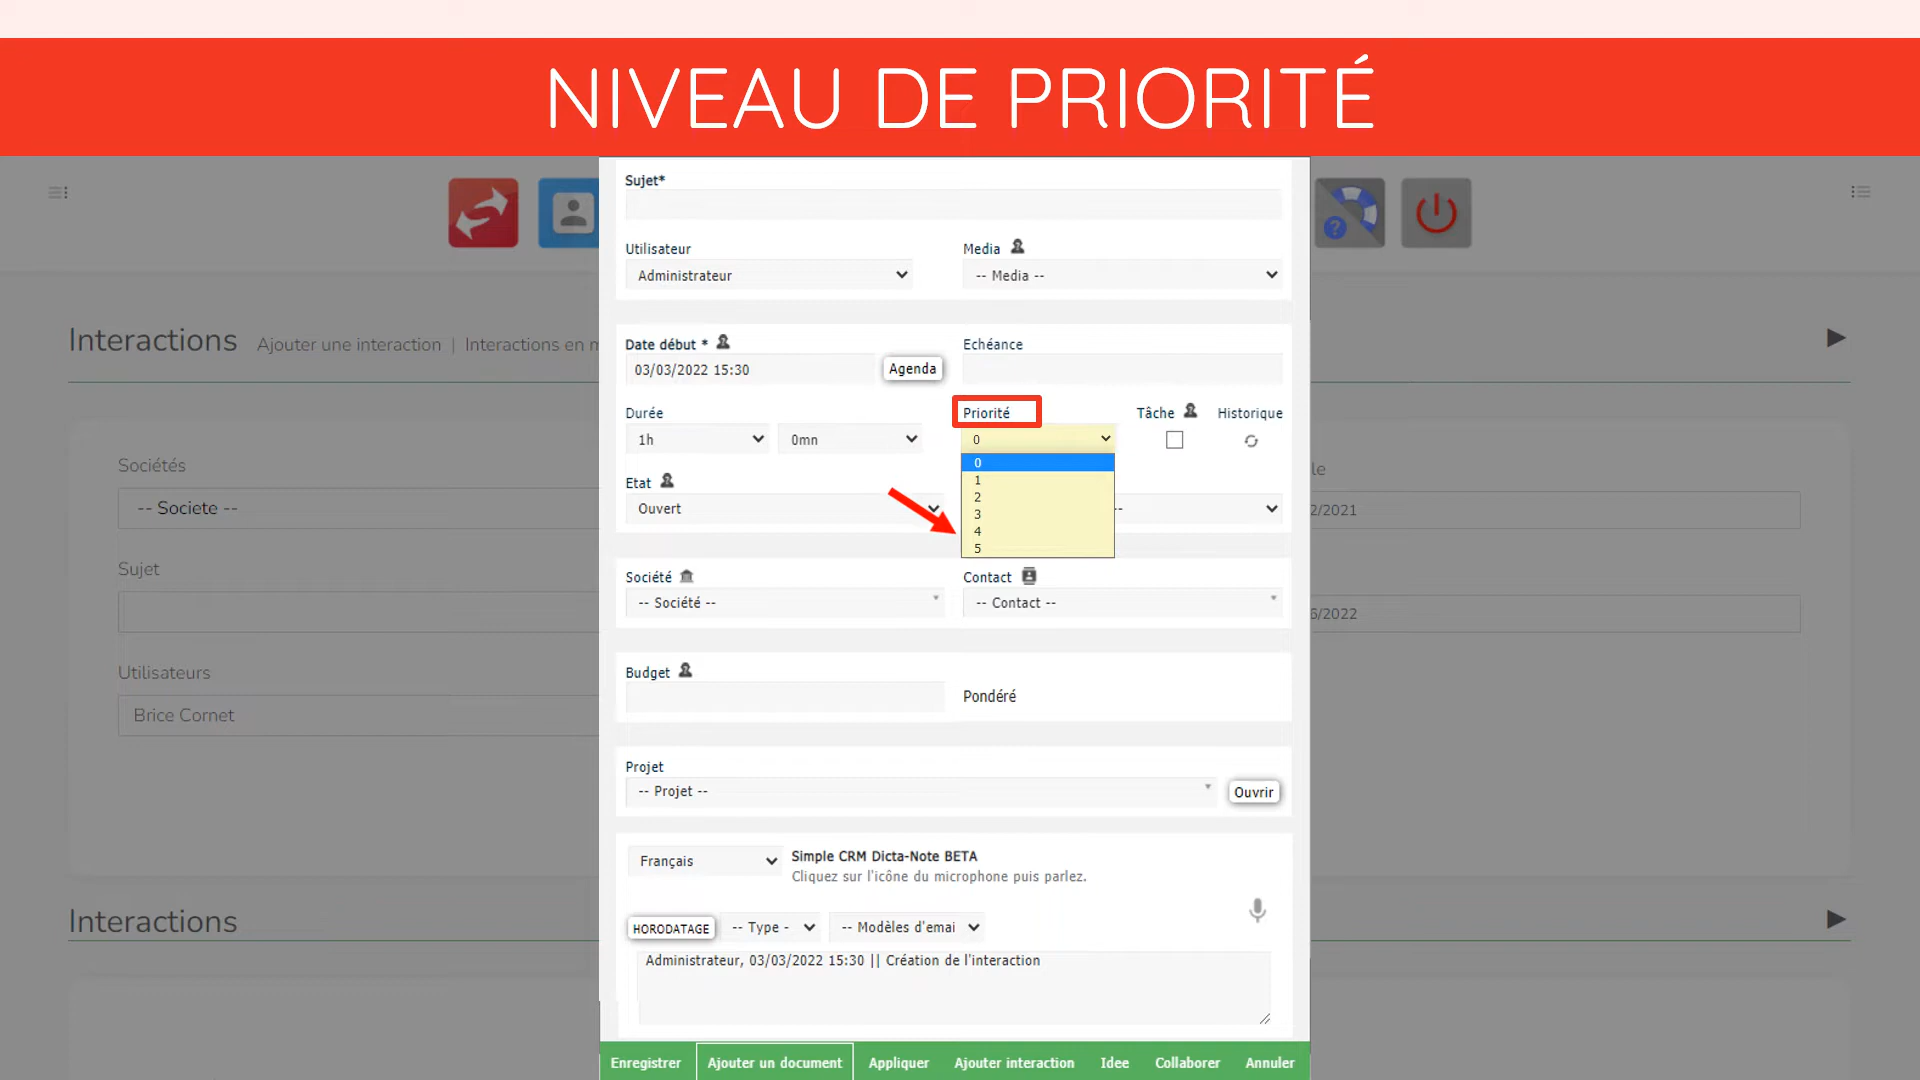 NIVEAU DE PRIORITÉ
Sujet*
Utilisateur
Media
Administrateur
-- Media --
Interactions
Ajouter une interaction | Interactions en m
Date début *
Echéance
03/03/2022 15:30
Agenda
Durée
Priorité
Tâche
Historique
1h
0mn
0
0
1
2
3
4
5
Etat
Ouvert
--
Sociétés
-- Societe --
le
2/2021
Société
Contact
-- Société --
-- Contact --
Sujet
6/2022
Budget
Pondéré
Utilisateurs
Brice Cornet
Projet
-- Projet --
Ouvrir
Français
Simple CRM Dicta-Note BETA
Cliquez sur l'icône du microphone puis parlez.
Interactions
HORODATAGE
-- Type -
-- Modèles d'emai
Administrateur, 03/03/2022 15:30 || Création de l'interaction
Enregistrer
Ajouter un document
Appliquer
Ajouter interaction
Idee
Collaborer
Annuler